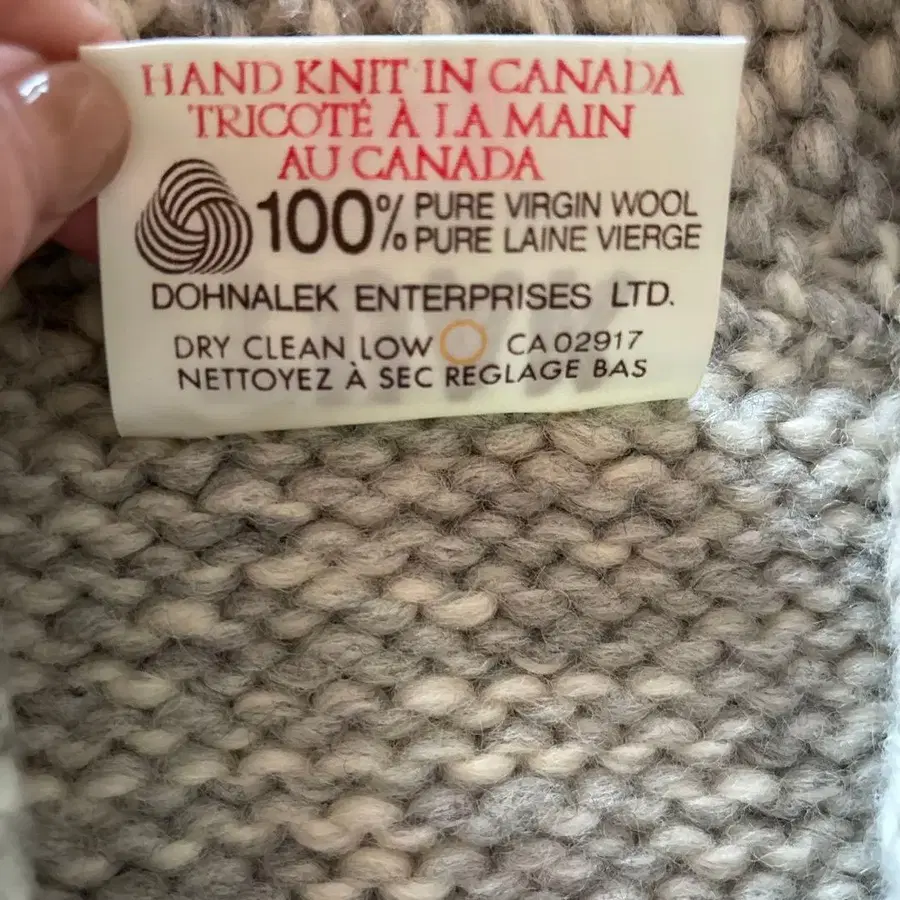 HAND KNIT IN CANADA
TRICOTÉ À LA MAIN
AU CANADA
100% PURE VIRGIN WOOL
PURE LAINE VIERGE
DOHNALEK ENTERPRISES LTD.
DRY CLEAN LOW CA 02917
NETTOYEZ À SEC REGLAGE BAS